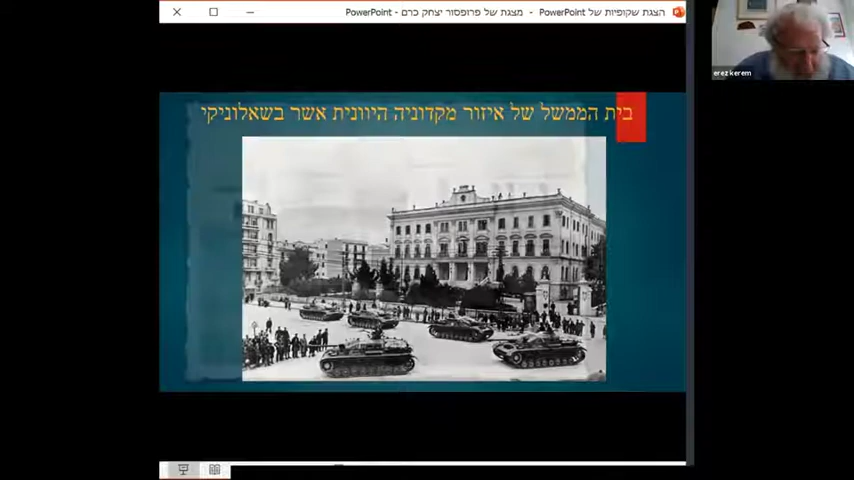 הצגת שקופיות של PowerPoint - מצגת של פרופסור יצחק כרם - PowerPoint
erez kerem
בית הממשל של איזור מקדוניה היוונית אשר בשאלוניקי